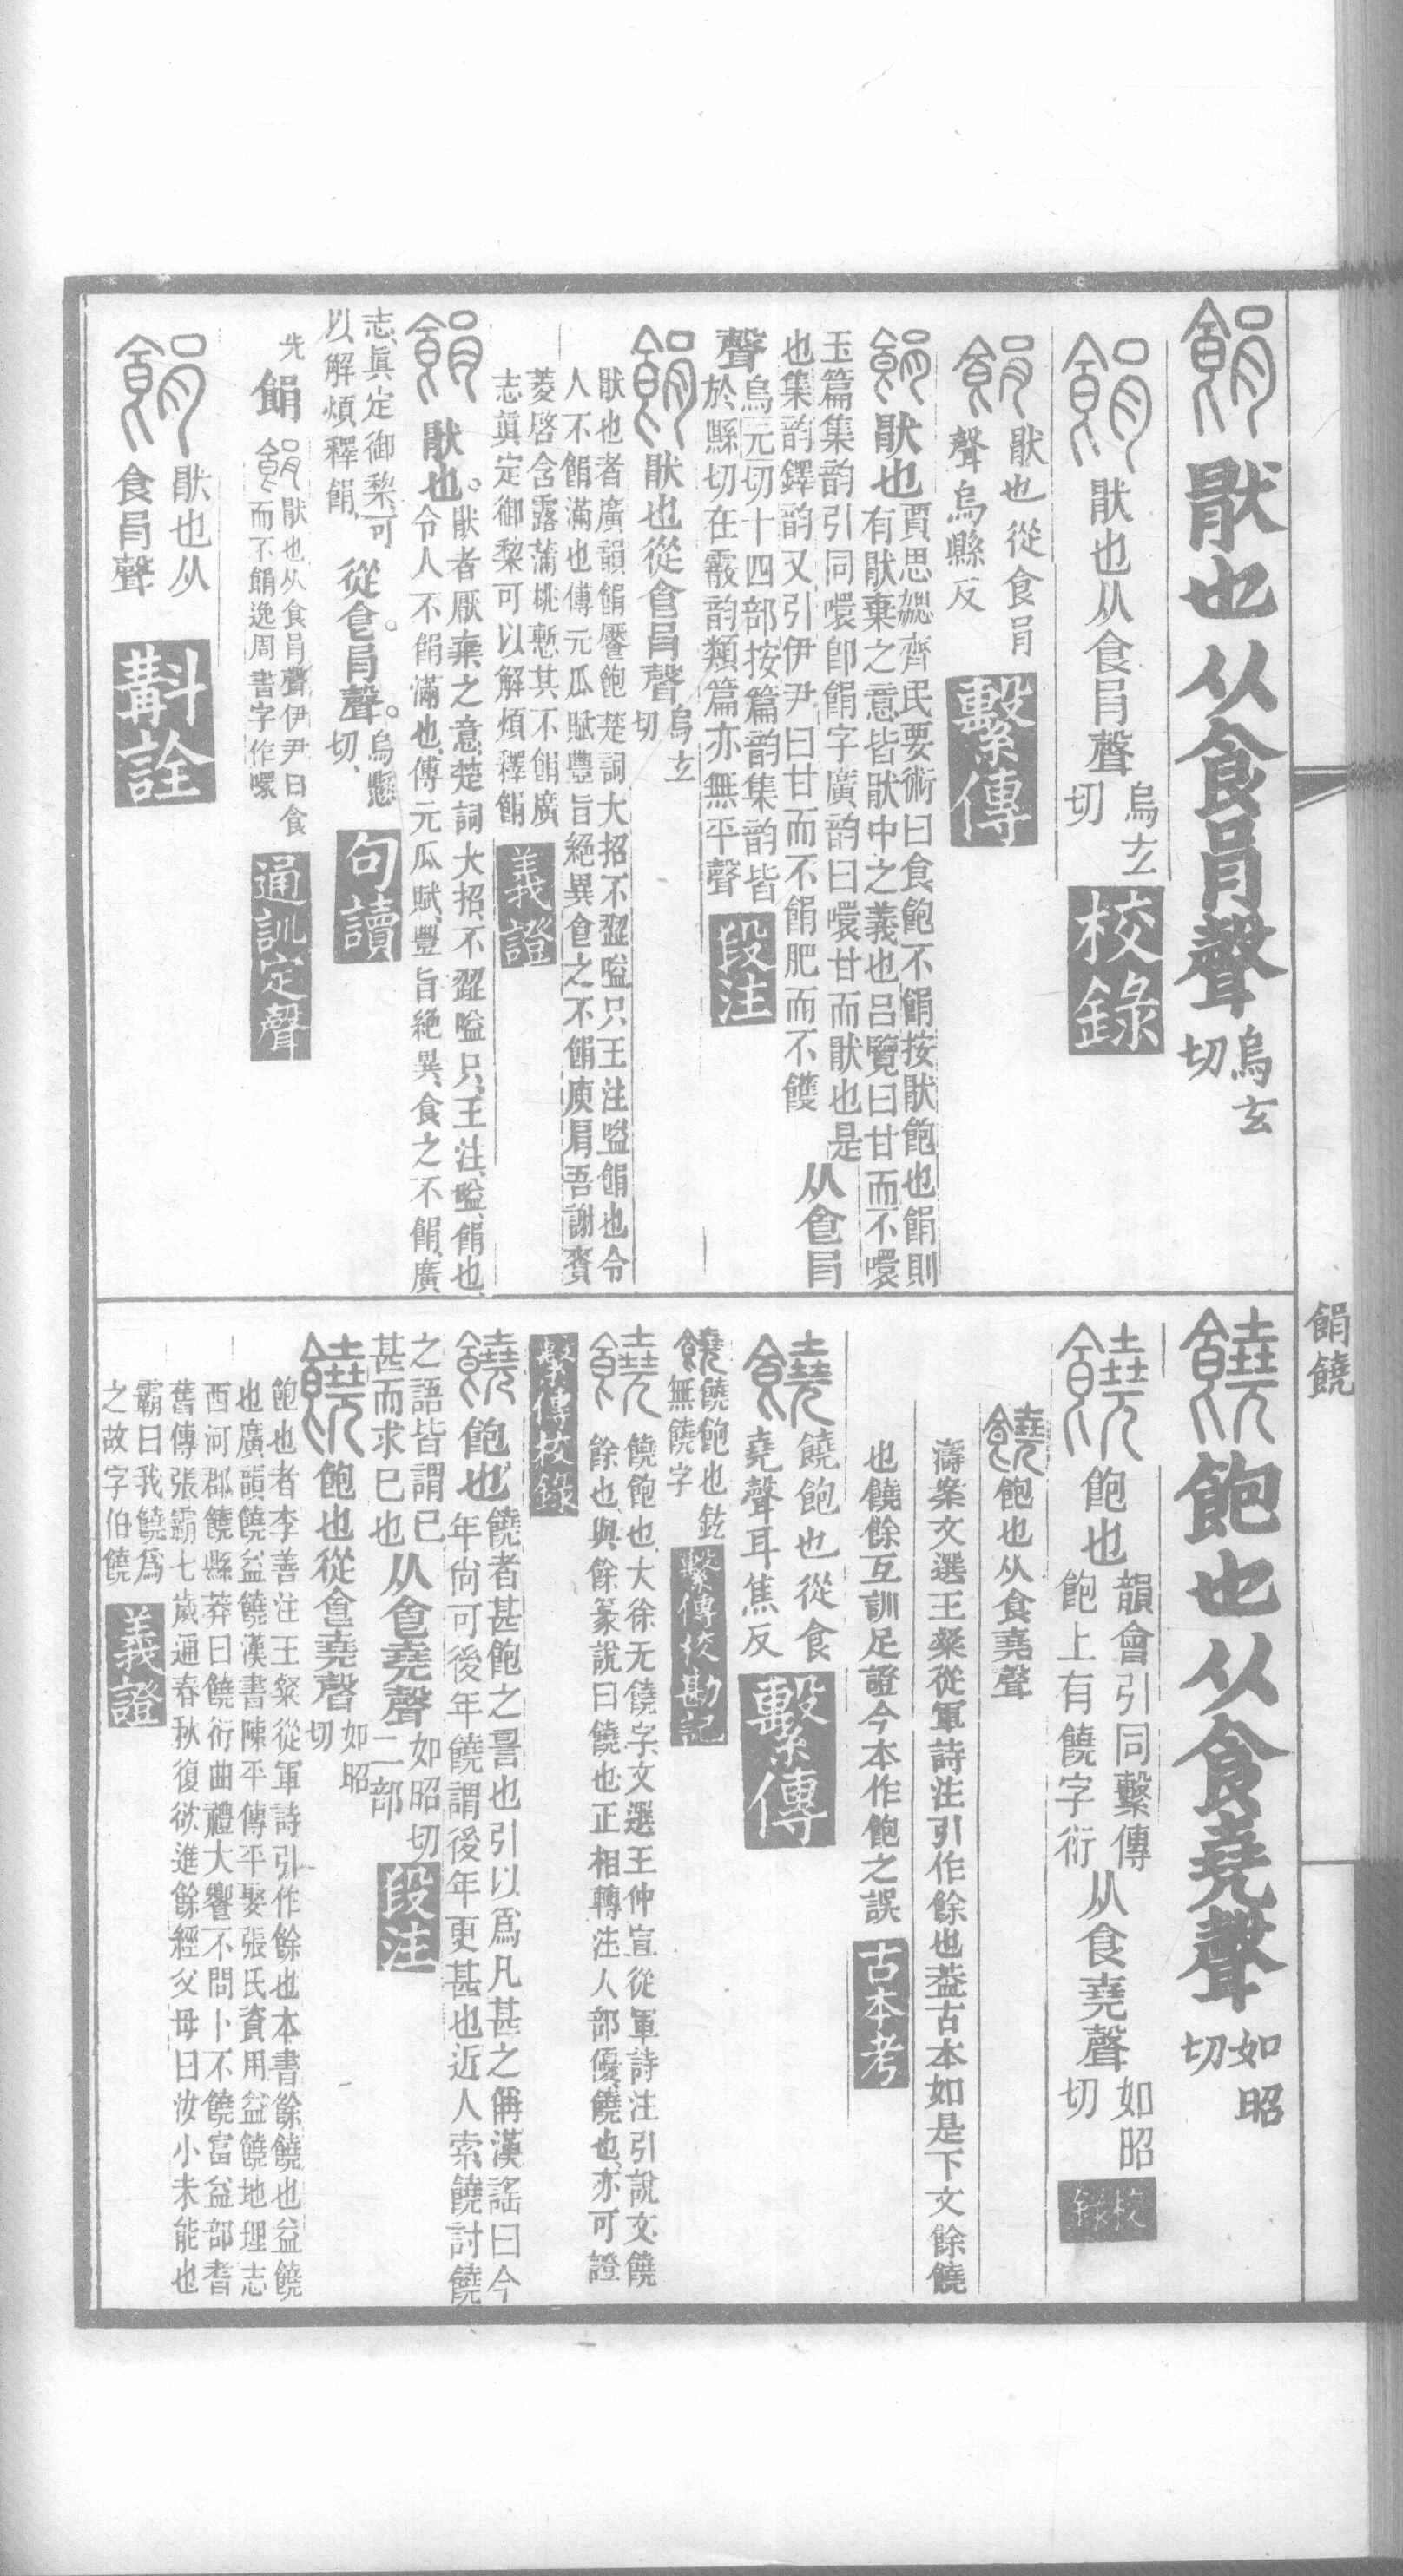 餶饒
猒也从食肙聲烏玄切
猒也从食肙聲烏玄切 校錄
猒也從食肙
聲烏縣反 繫傳
猒也賈思勰齊民要術曰食飽不餶按猒飽也餶則
有猒棄之意皆猒中之義也呂覽曰甘而不噮
玉篇集韵引同噮卽餶字廣韵曰噮甘而猒也是
也集韵鐸韵又引伊尹曰甘而不餶肥而不䭉
从食肙
聲烏元切十四部按篇韵集韵皆
於縣切在霰韵類篇亦無平聲 段注
猒也從食肙聲烏玄切
猒也者廣韻餶饜飽楚詞大招不澀嗌只王注嗌餶也令
人不餶滿也傅元瓜賦豐旨絕異食之不餶庾肩吾謝賚
菱啓含露蒲桃慙其不餶廣
志眞定御棃可以解煩釋餶 義證
猒也。猒者厭棄之意、楚詞大招、不澀嗌只、王注、嗌、餶也、
令人不餶滿也、傅元瓜賦、豐旨絕異、食之不餶、廣
志、眞定御棃、可
以解煩釋餶、從食。肙聲。烏懸切、 句讀
先 餶 猒也从食肙聲伊尹曰食
而不餶逸周書字作噮 通訓定聲
猒也从
食肙聲 斠詮
飽也从食堯聲如昭切
飽也韻會引同繫傳
飽上有饒字衍从食堯聲如昭切 校錄
飽也从食堯聲
濤案文選王粲從軍詩注引作餘也葢古本如是下文餘饒
也饒餘互訓足證今本作飽之誤 古本考
饒飽也從食
堯聲耳焦反 繫傳
饒飽也鉉
無饒字 繫傳校勘記
饒飽也、大徐无饒字、文選王仲宣從軍詩注引說文、饒
餘也、與餘篆說曰饒也正相轉注、人部優、饒也、亦可證
繫傳校錄
飽也、饒者甚飽之䛐也引以爲凡甚之偁漢謠曰今
年尙可後年饒謂後年更甚也近人索饒討饒
之語皆謂已
甚而求已也从食堯聲如昭切
二部 段注
飽也從食堯聲如昭切
飽也者李善注王粲從軍詩引作餘也本書餘饒也益饒
也廣韻饒益饒漢書陳平傳平娶張氏資用益饒地理志
西河郡饒縣莽曰饒衍曲禮大饗不問卜不饒富益部耆
舊傳張霸七歲通春秋復欲進餘經父母曰汝小未能也
霸曰我饒爲
之故字伯饒 義證